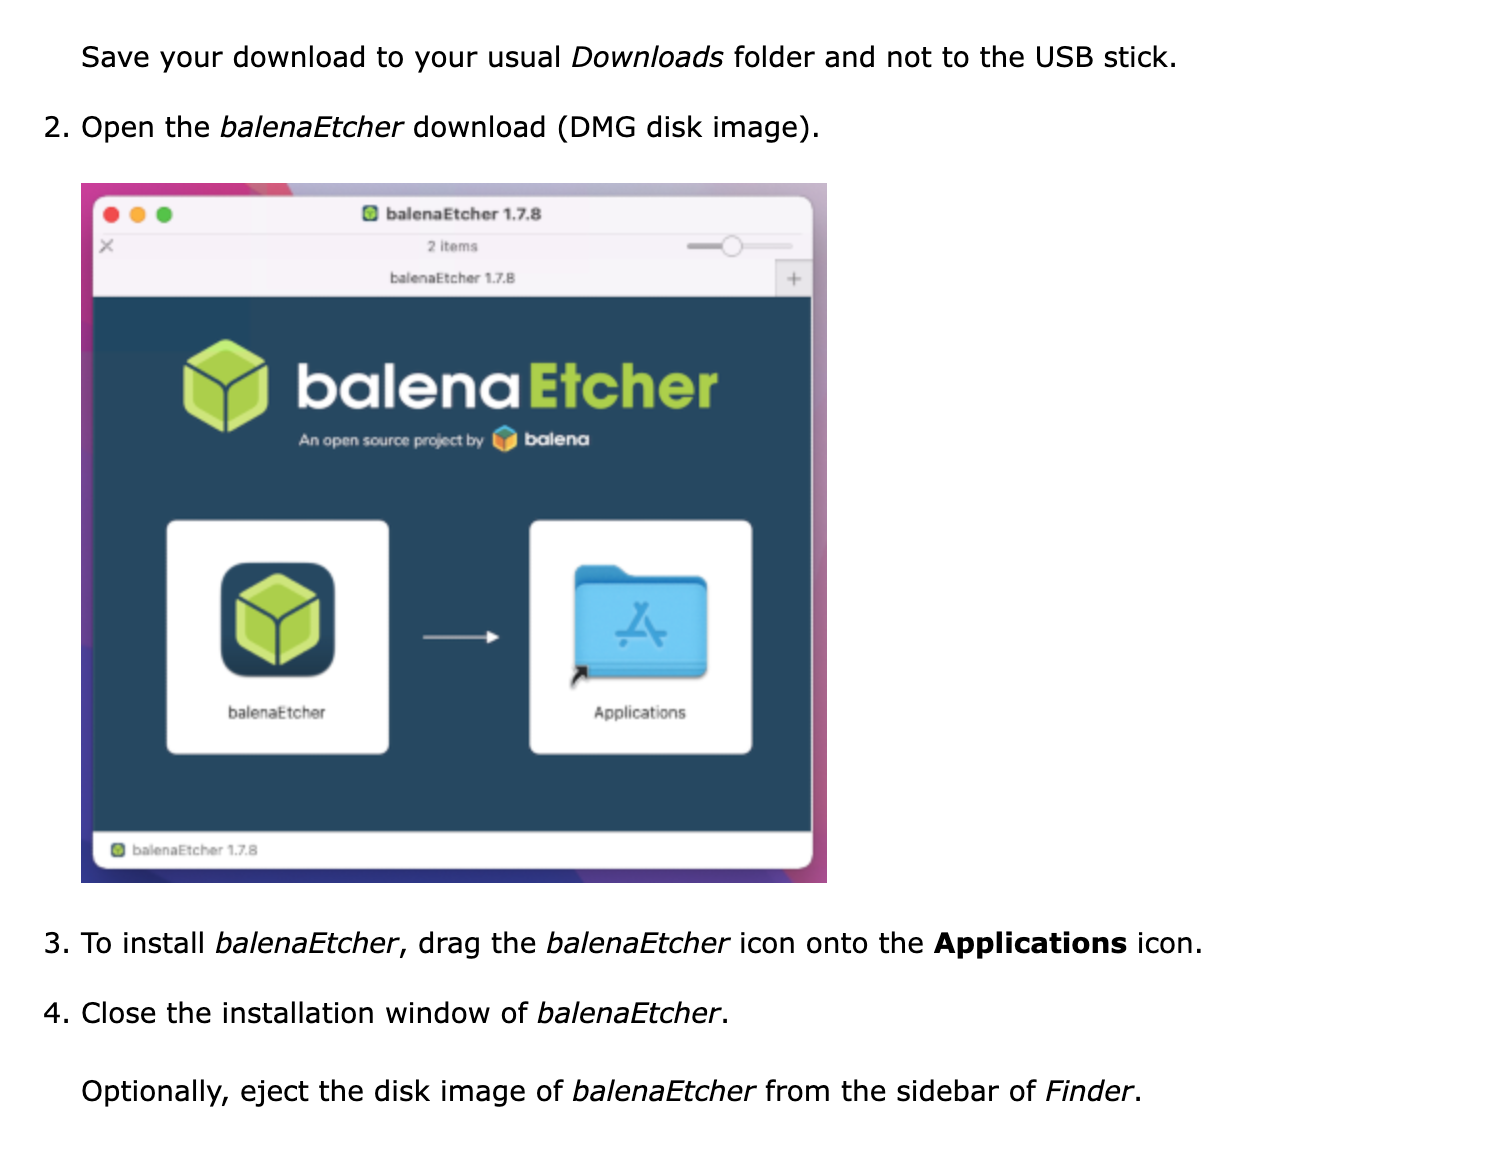 Save your download to your usual Downloads folder and not to the USB stick.
2. Open the balenaEtcher download (DMG disk image).
balenaEtcher 1.7.8
2 items
balenaEtcher 1.7.8
balenaEtcher
An open source project by balena
balenaEtcher
Applications
balenaEtcher 1.7.8
3. To install balenaEtcher, drag the balenaEtcher icon onto the Applications icon.
4. Close the installation window of balenaEtcher.
Optionally, eject the disk image of balenaEtcher from the sidebar of Finder.